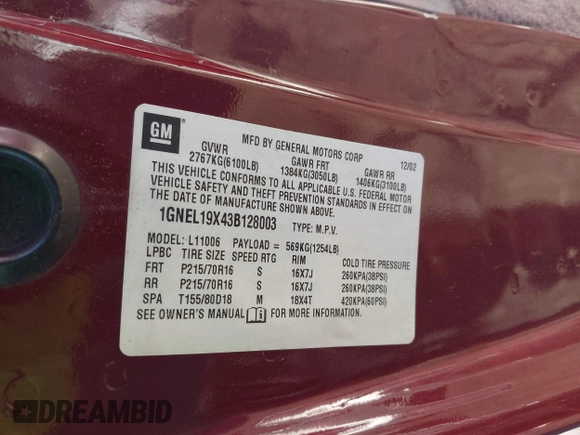 GM
MFD BY GENERAL MOTORS CORP 12/02
GVWR GAWR FRT GAWR RR
2767KG(6100LB) 1384KG(3050LB) 1406KG(3100LB)
THIS VEHICLE CONFORMS TO ALL APPLICABLE U.S. FEDERAL MOTOR
VEHICLE SAFETY AND THEFT PREVENTION STANDARDS IN EFFECT ON
THE DATE OF MANUFACTURE SHOWN ABOVE.
1GNEL19X43B128003 TYPE: M.P.V.
MODEL: L11006 PAYLOAD = 569KG(1254LB)
LPBC TIRE SIZE SPEED RTG RIM COLD TIRE PRESSURE
FRT P215/70R16 S 16X7J 260KPA(38PSI)
RR P215/70R16 S 16X7J 260KPA(38PSI)
SPA T155/80D18 M 18X4T 420KPA(60PSI)
SEE OWNER'S MANUAL FOR MORE INFORMATION.
DREAMBID